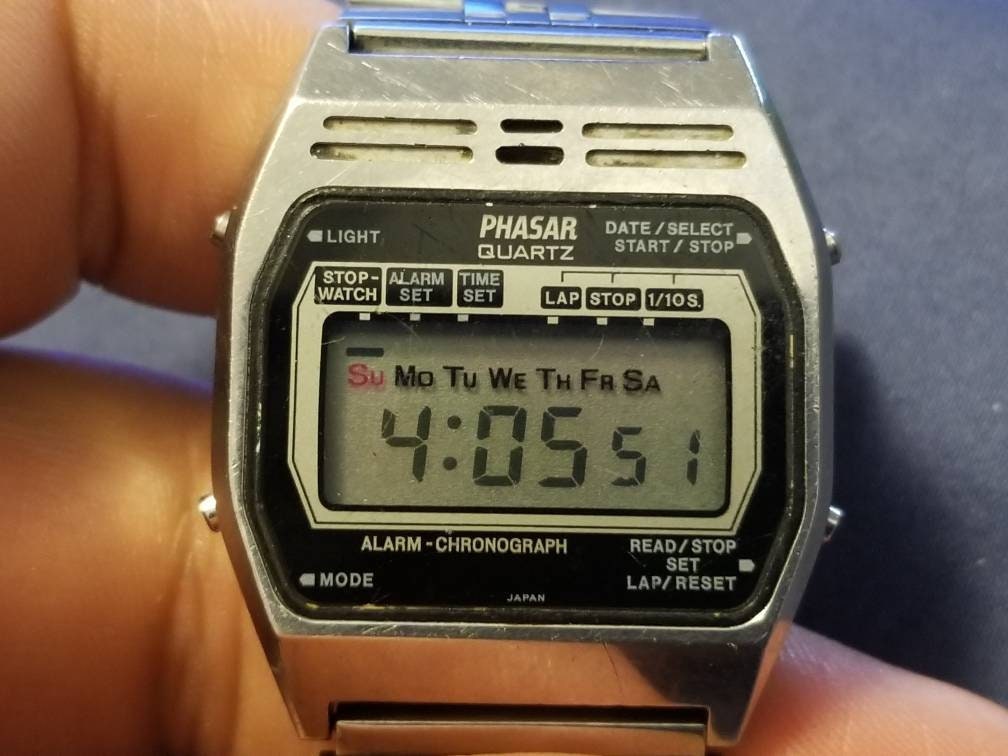 PHASAR
QUARTZ
LIGHT
DATE/SELECT
START/STOP
STOP-
WATCH
ALARM
SET
TIME
SET
LAP STOP 1/10S.
Su Mo Tu We Th Fr Sa
4:05 51
ALARM-CHRONOGRAPH
READ/STOP
SET
LAP/RESET
MODE
JAPAN